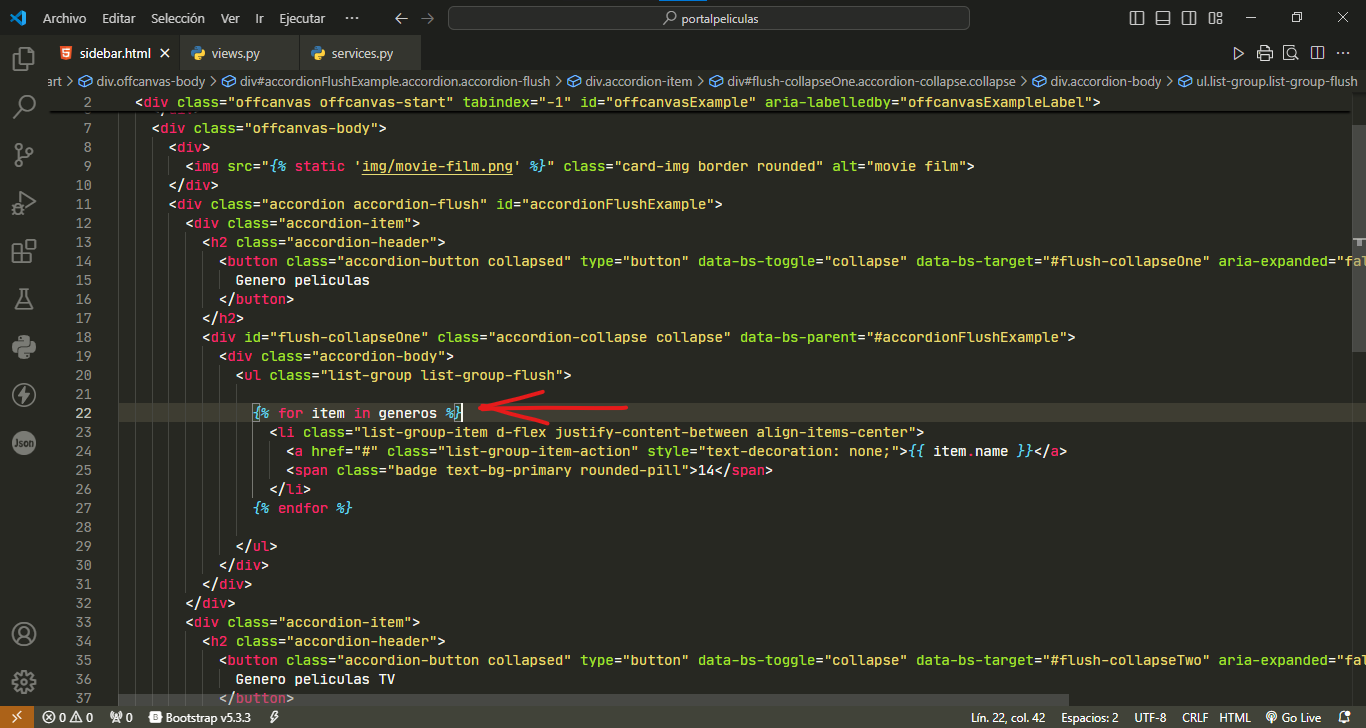 Archivo Editar Selección Ver Ir Ejecutar ··· portalpeliculas
sidebar.html views.py services.py
art > div.offcanvas-body > div#accordionFlushExample.accordion.accordion-flush > div.accordion-item > div#flush-collapseOne.accordion-collapse.collapse > div.accordion-body > ul.list-group.list-group-flush
2 <div class="offcanvas offcanvas-start" tabindex="-1" id="offcanvasExample" aria-labelledby="offcanvasExampleLabel">
7 <div class="offcanvas-body">
8 <div>
9 <img src="{% static 'img/movie-film.png' %}" class="card-img border rounded" alt="movie film">
10 </div>
11 <div class="accordion accordion-flush" id="accordionFlushExample">
12 <div class="accordion-item">
13 <h2 class="accordion-header">
14 <button class="accordion-button collapsed" type="button" data-bs-toggle="collapse" data-bs-target="#flush-collapseOne" aria-expanded="fal
15 Genero peliculas
16 </button>
17 </h2>
18 <div id="flush-collapseOne" class="accordion-collapse collapse" data-bs-parent="#accordionFlushExample">
19 <div class="accordion-body">
20 <ul class="list-group list-group-flush">
21
22 {% for item in generos %}
23 <li class="list-group-item d-flex justify-content-between align-items-center">
24 <a href="#" class="list-group-item-action" style="text-decoration: none;">{{ item.name }}</a>
25 <span class="badge text-bg-primary rounded-pill">14</span>
26 </li>
27 {% endfor %}
28
29 </ul>
30 </div>
31 </div>
32 </div>
33 <div class="accordion-item">
34 <h2 class="accordion-header">
35 <button class="accordion-button collapsed" type="button" data-bs-toggle="collapse" data-bs-target="#flush-collapseTwo" aria-expanded="fal
36 Genero peliculas TV
37 </button>
Json
0 0 0 Bootstrap v5.3.3 Lín. 22, col. 42 Espacios: 2 UTF-8 CRLF HTML Go Live